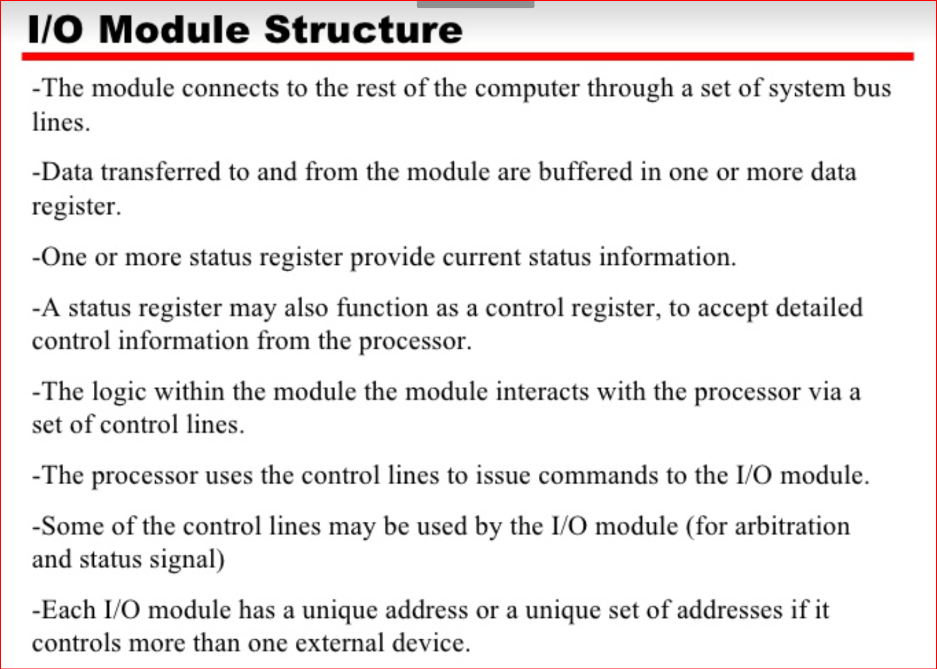 I/O Module Structure
-The module connects to the rest of the computer through a set of system bus
lines.
-Data transferred to and from the module are buffered in one or more data
register.
-One or more status register provide current status information.
-A status register may also function as a control register, to accept detailed
control information from the processor.
-The logic within the module the module interacts with the processor via a
set of control lines.
-The processor uses the control lines to issue commands to the I/O module.
-Some of the control lines may be used by the I/O module (for arbitration
and status signal)
-Each I/O module has a unique address or a unique set of addresses if it
controls more than one external device.